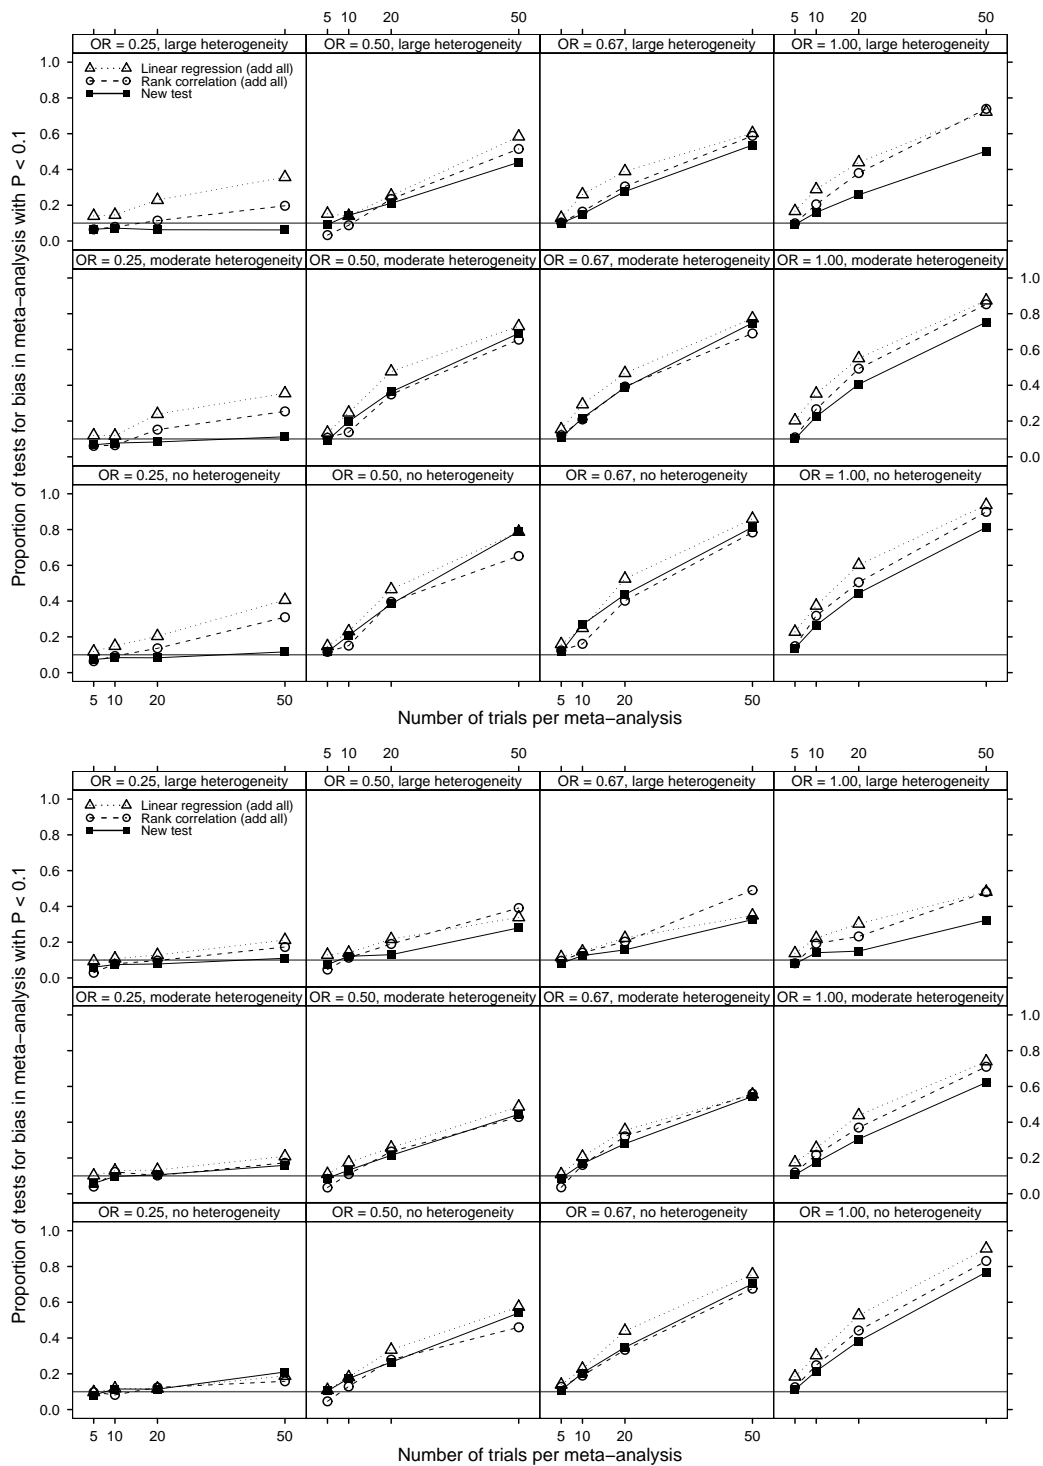 5 10 20 50
OR = 0.25, large heterogeneity OR = 0.50, large heterogeneity OR = 0.67, large heterogeneity OR = 1.00, large heterogeneity
1.0
Linear regression (add all)
Rank correlation (add all)
New test
0.8
0.6
0.4
0.2
0.0
OR = 0.25, moderate heterogeneity OR = 0.50, moderate heterogeneity OR = 0.67, moderate heterogeneity OR = 1.00, moderate heterogeneity
1.0
0.8
0.6
0.4
0.2
0.0
OR = 0.25, no heterogeneity OR = 0.50, no heterogeneity OR = 0.67, no heterogeneity OR = 1.00, no heterogeneity
1.0
0.8
0.6
0.4
0.2
0.0
5 10 20 50 5 10 20 50
Number of trials per meta−analysis
Proportion of tests for bias in meta−analysis with P < 0.1
5 10 20 50 5 10 20 50
OR = 0.25, large heterogeneity OR = 0.50, large heterogeneity OR = 0.67, large heterogeneity OR = 1.00, large heterogeneity
1.0
Linear regression (add all)
Rank correlation (add all)
New test
0.8
0.6
0.4
0.2
0.0
OR = 0.25, moderate heterogeneity OR = 0.50, moderate heterogeneity OR = 0.67, moderate heterogeneity OR = 1.00, moderate heterogeneity
1.0
0.8
0.6
0.4
0.2
0.0
OR = 0.25, no heterogeneity OR = 0.50, no heterogeneity OR = 0.67, no heterogeneity OR = 1.00, no heterogeneity
1.0
0.8
0.6
0.4
0.2
0.0
5 10 20 50 5 10 20 50
Number of trials per meta−analysis
Proportion of tests for bias in meta−analysis with P < 0.1